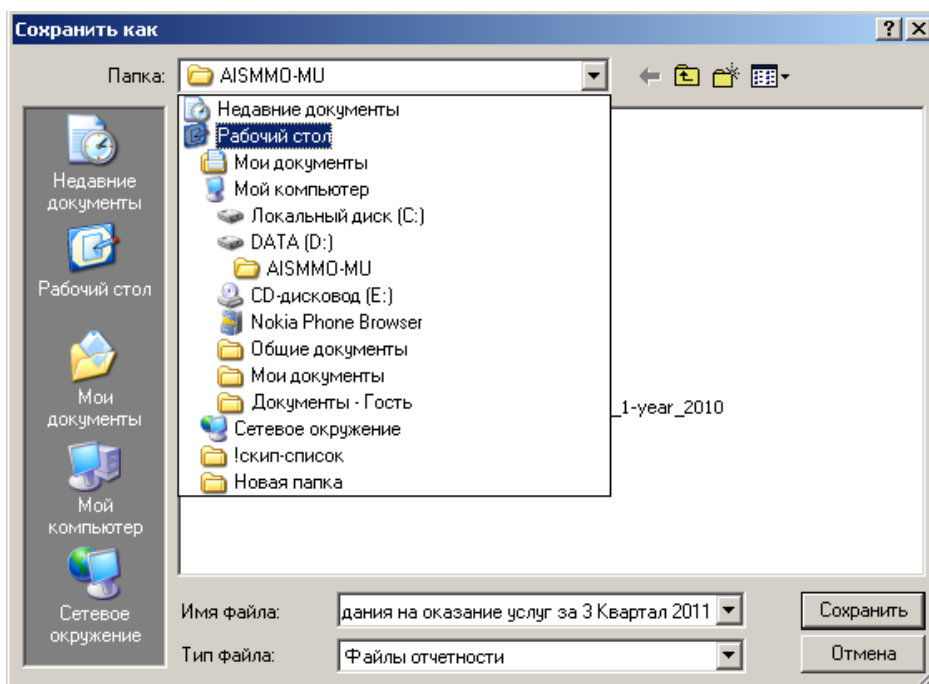 Сохранить как
Папка: AISMMO-MU
Недавние документы
Рабочий стол
Мои документы
Мой компьютер
Локальный диск (C:)
DATA (D:)
AISMMO-MU
CD-дисковод (E:)
Nokia Phone Browser
Общие документы
Мои документы
Документы - Гость
Сетевое окружение
!скип-список
Новая папка
_1-year_2010
Недавние
документы
Рабочий стол
Мои
документы
Мой
компьютер
Сетевое
окружение
Имя файла: дания на оказание услуг за 3 Квартал 2011 Сохранить
Тип файла: Файлы отчетности Отмена